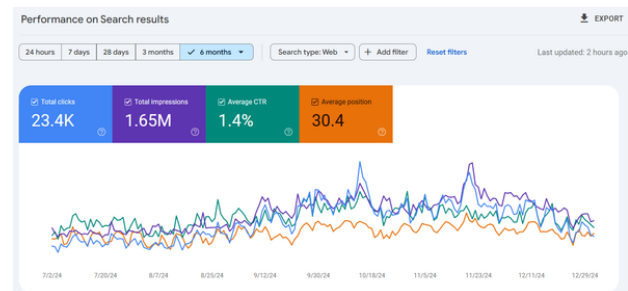 Performance on Search results
EXPORT
24 hours 7 days 28 days 3 months 6 months Search type: Web + Add filter Reset filters Last updated: 2 hours ago
Total clicks Total impressions Average CTR Average position
23.4K 1.65M 1.4% 30.4
7/2/24 7/20/24 8/7/24 8/25/24 9/12/24 9/30/24 10/18/24 11/5/24 11/23/24 12/11/24 12/29/24